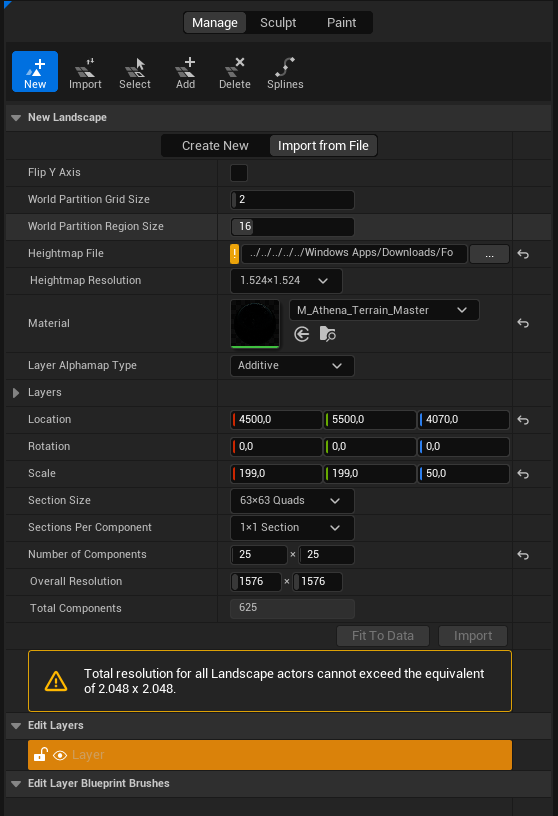 Manage Sculpt Paint
New Import Select Add Delete Splines
New Landscape
Create New Import from File
Flip Y Axis
World Partition Grid Size 2
World Partition Region Size 16
Heightmap File ! ../../../../../Windows Apps/Downloads/Fo ...
Heightmap Resolution 1.524×1.524
Material M_Athena_Terrain_Master
Layer Alphamap Type Additive
Layers
Location 4500,0 5500,0 4070,0
Rotation 0,0 0,0 0,0
Scale 199,0 199,0 50,0
Section Size 63×63 Quads
Sections Per Component 1×1 Section
Number of Components 25 × 25
Overall Resolution 1576 × 1576
Total Components 625
Fit To Data Import
Total resolution for all Landscape actors cannot exceed the equivalent
of 2.048 x 2.048.
Edit Layers
Layer
Edit Layer Blueprint Brushes